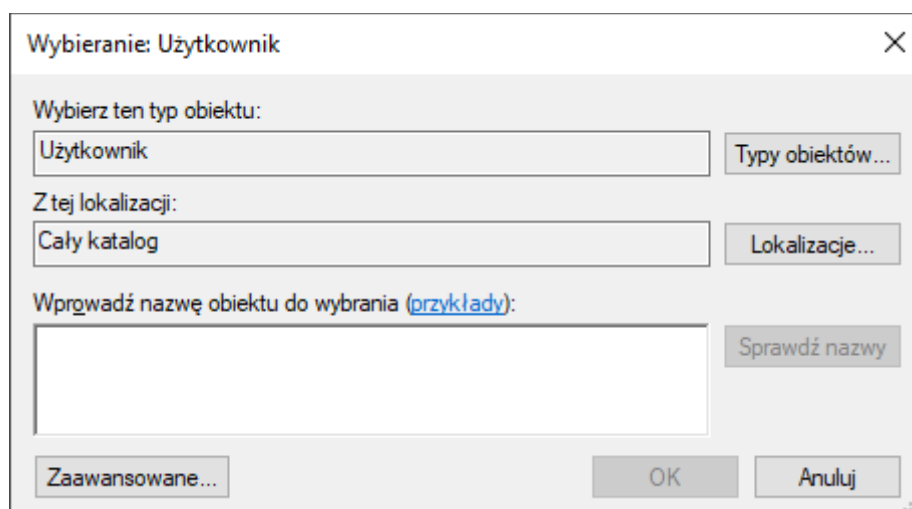 Wybieranie: Użytkownik
Wybierz ten typ obiektu:
Użytkownik
Typy obiektów...
Z tej lokalizacji:
Cały katalog
Lokalizacje...
Wprowadź nazwę obiektu do wybrania (przykłady):
Sprawdź nazwy
Zaawansowane...
OK
Anuluj